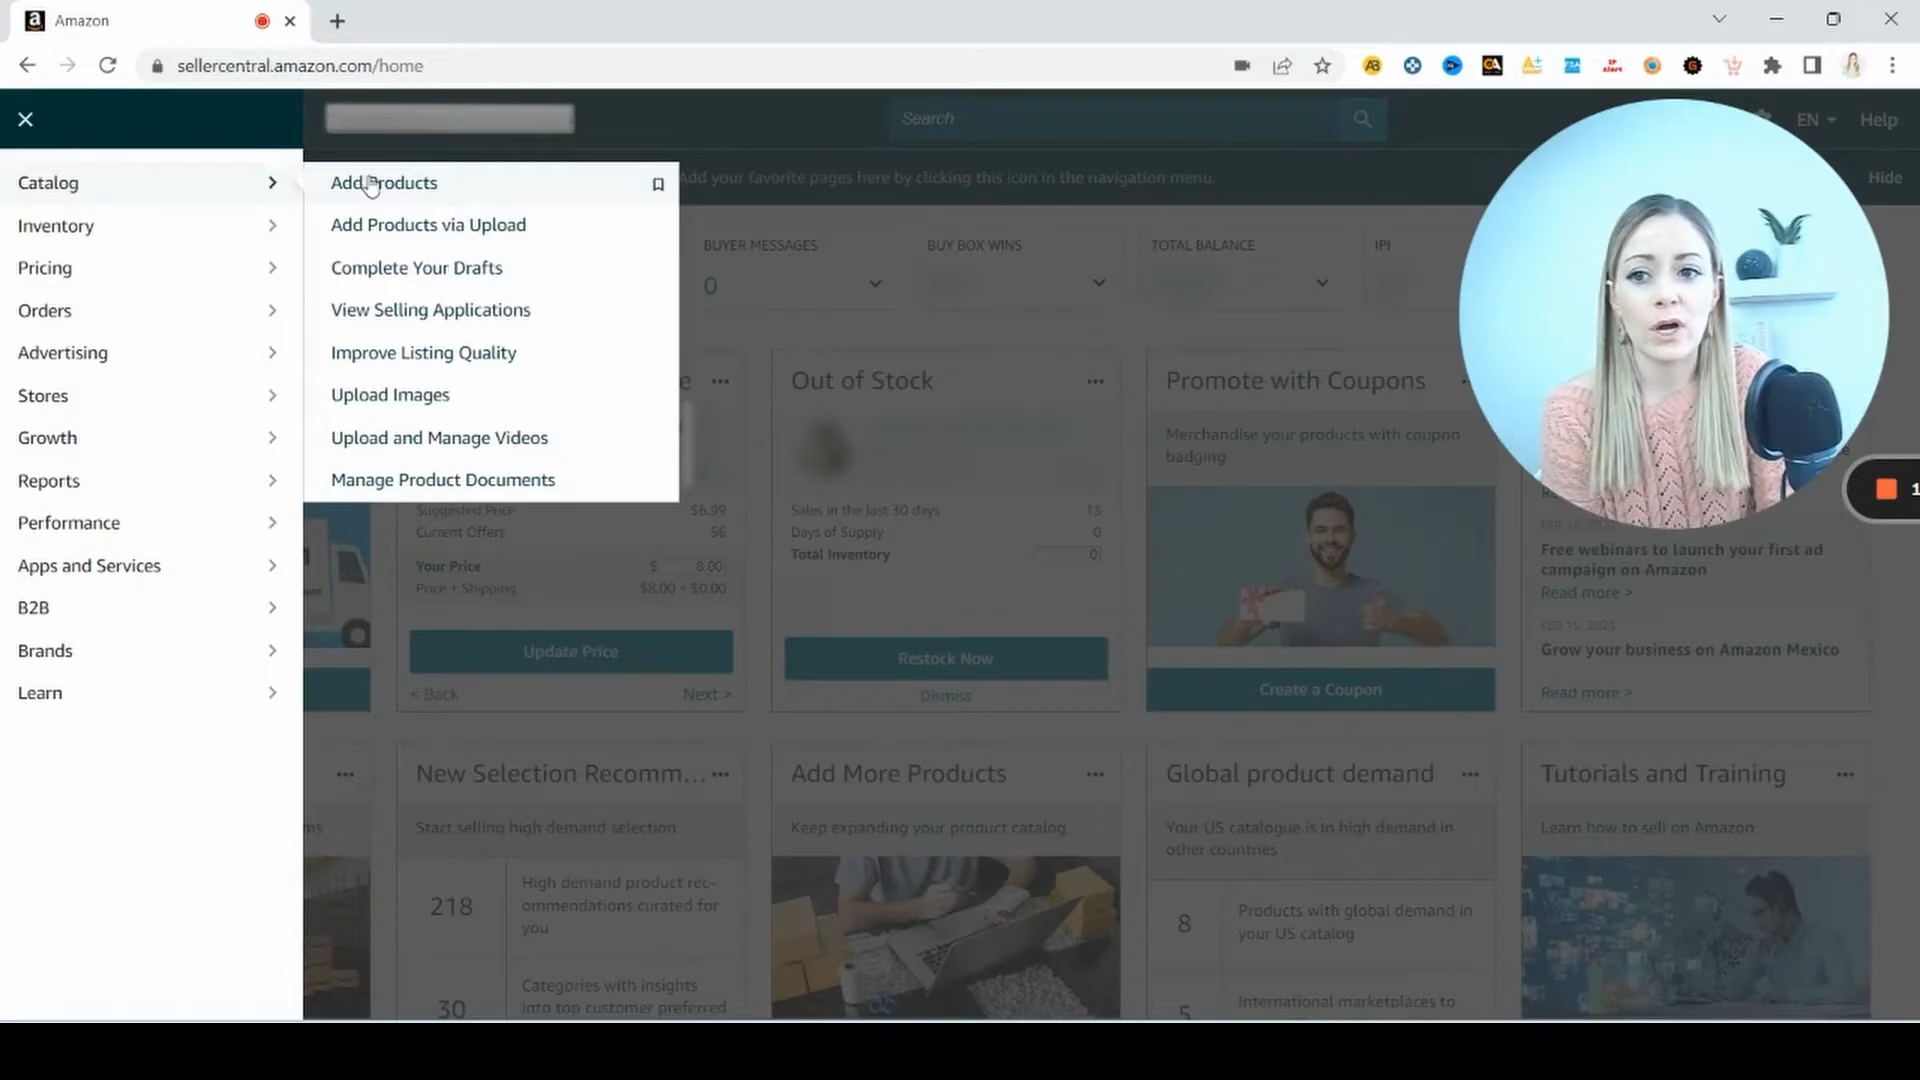 Amazon
sellercentral.amazon.com/home
Search
EN
Help
Add your favorite pages here by clicking this icon in the navigation menu.
Hide
Catalog
Inventory
Pricing
Orders
Advertising
Stores
Growth
Reports
Performance
Apps and Services
B2B
Brands
Learn
Add Products
Add Products via Upload
Complete Your Drafts
View Selling Applications
Improve Listing Quality
Upload Images
Upload and Manage Videos
Manage Product Documents
BUYER MESSAGES
0
BUY BOX WINS
TOTAL BALANCE
IPI
Suggested Price $6.99
Current Offers 56
Your Price $ 8.00
Price + Shipping $8.00 + $0.00
Update Price
< Back Next >
Out of Stock
Sales in the last 30 days 13
Days of Supply 0
Total Inventory 0
Restock Now
Dismiss
Promote with Coupons
Merchandise your products with coupon
badging
Create a Coupon
Free webinars to launch your first ad
campaign on Amazon
Read more >
FEB 15, 2023
Grow your business on Amazon Mexico
Read more >
1
New Selection Recomm...
Start selling high demand selection
218
High demand product rec-
ommendations curated for
you
30
Categories with insights
into top customer preferred
Add More Products
Keep expanding your product catalog
Global product demand
Your US catalogue is in high demand in
other countries
8
Products with global demand in
your US catalog
5
International marketplaces to
Tutorials and Training
Learn how to sell on Amazon